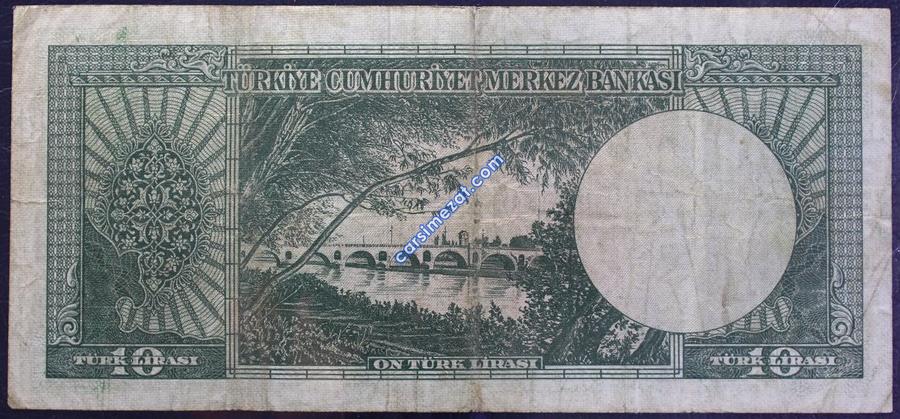 TÜRKİYE CUMHURİYET MERKEZ BANKASI
carsimezat.com
10
TÜRK LİRASI
ON TÜRK LİRASI
10
TÜRK LİRASI